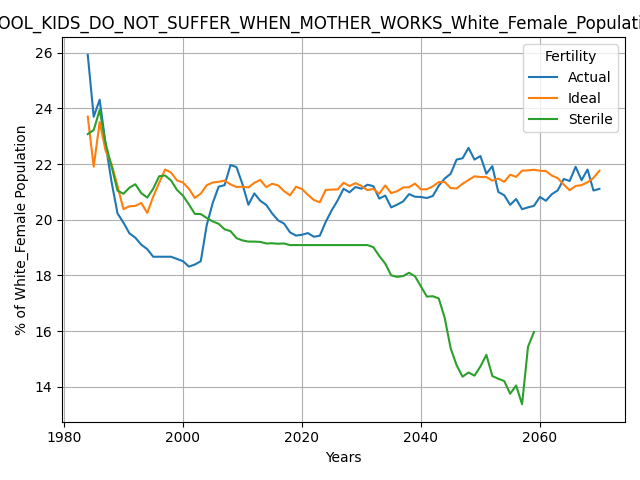 OOL_KIDS_DO_NOT_SUFFER_WHEN_MOTHER_WORKS_White_Female_Populati
Fertility
Actual
Ideal
Sterile
% of White_Female Population
26
24
22
20
18
16
14
1980
2000
2020
2040
2060
Years